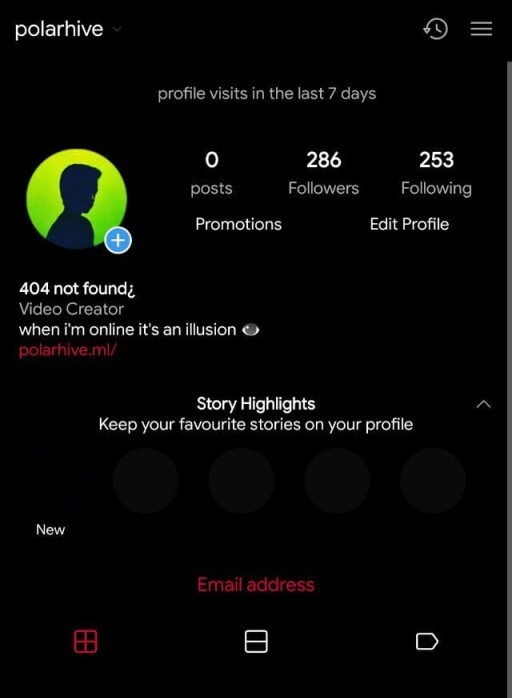 polarhive
profile visits in the last 7 days
0 286 253
posts Followers Following
Promotions Edit Profile
404 not found¿
Video Creator
when i'm online it's an illusion
polarhive.ml/
Story Highlights
Keep your favourite stories on your profile
New
Email address